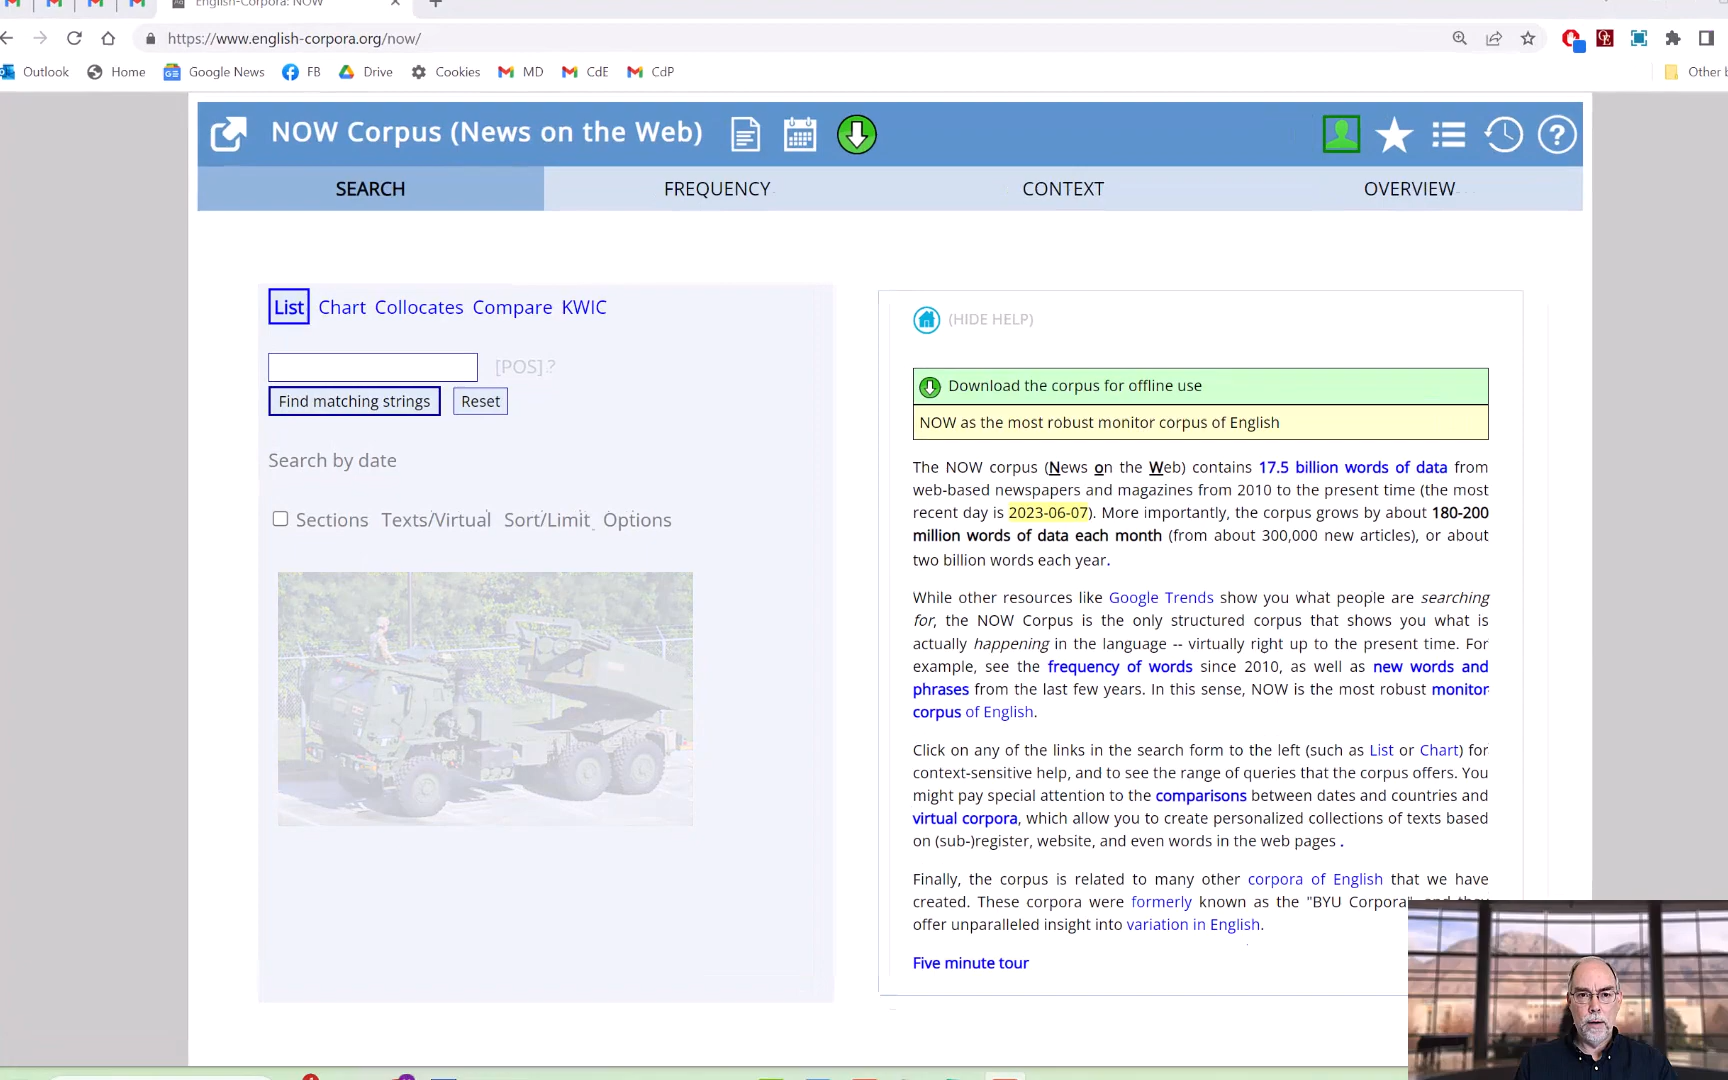 English-Corpora: NOW
https://www.english-corpora.org/now/
Outlook Home Google News FB Drive Cookies MD CdE CdP Other b
NOW Corpus (News on the Web)
SEARCH FREQUENCY CONTEXT OVERVIEW
List Chart Collocates Compare KWIC
[POS] ?
Find matching strings Reset
Search by date
Sections Texts/Virtual Sort/Limit Options
(HIDE HELP)
Download the corpus for offline use
NOW as the most robust monitor corpus of English
The NOW corpus (News on the Web) contains 17.5 billion words of data from
web-based newspapers and magazines from 2010 to the present time (the most
recent day is 2023-06-07). More importantly, the corpus grows by about 180-200
million words of data each month (from about 300,000 new articles), or about
two billion words each year.
While other resources like Google Trends show you what people are searching
for, the NOW Corpus is the only structured corpus that shows you what is
actually happening in the language -- virtually right up to the present time. For
example, see the frequency of words since 2010, as well as new words and
phrases from the last few years. In this sense, NOW is the most robust monitor
corpus of English.
Click on any of the links in the search form to the left (such as List or Chart) for
context-sensitive help, and to see the range of queries that the corpus offers. You
might pay special attention to the comparisons between dates and countries and
virtual corpora, which allow you to create personalized collections of texts based
on (sub-)register, website, and even words in the web pages .
Finally, the corpus is related to many other corpora of English that we have
created. These corpora were formerly known as the "BYU Corpora", and they
offer unparalleled insight into variation in English.
Five minute tour